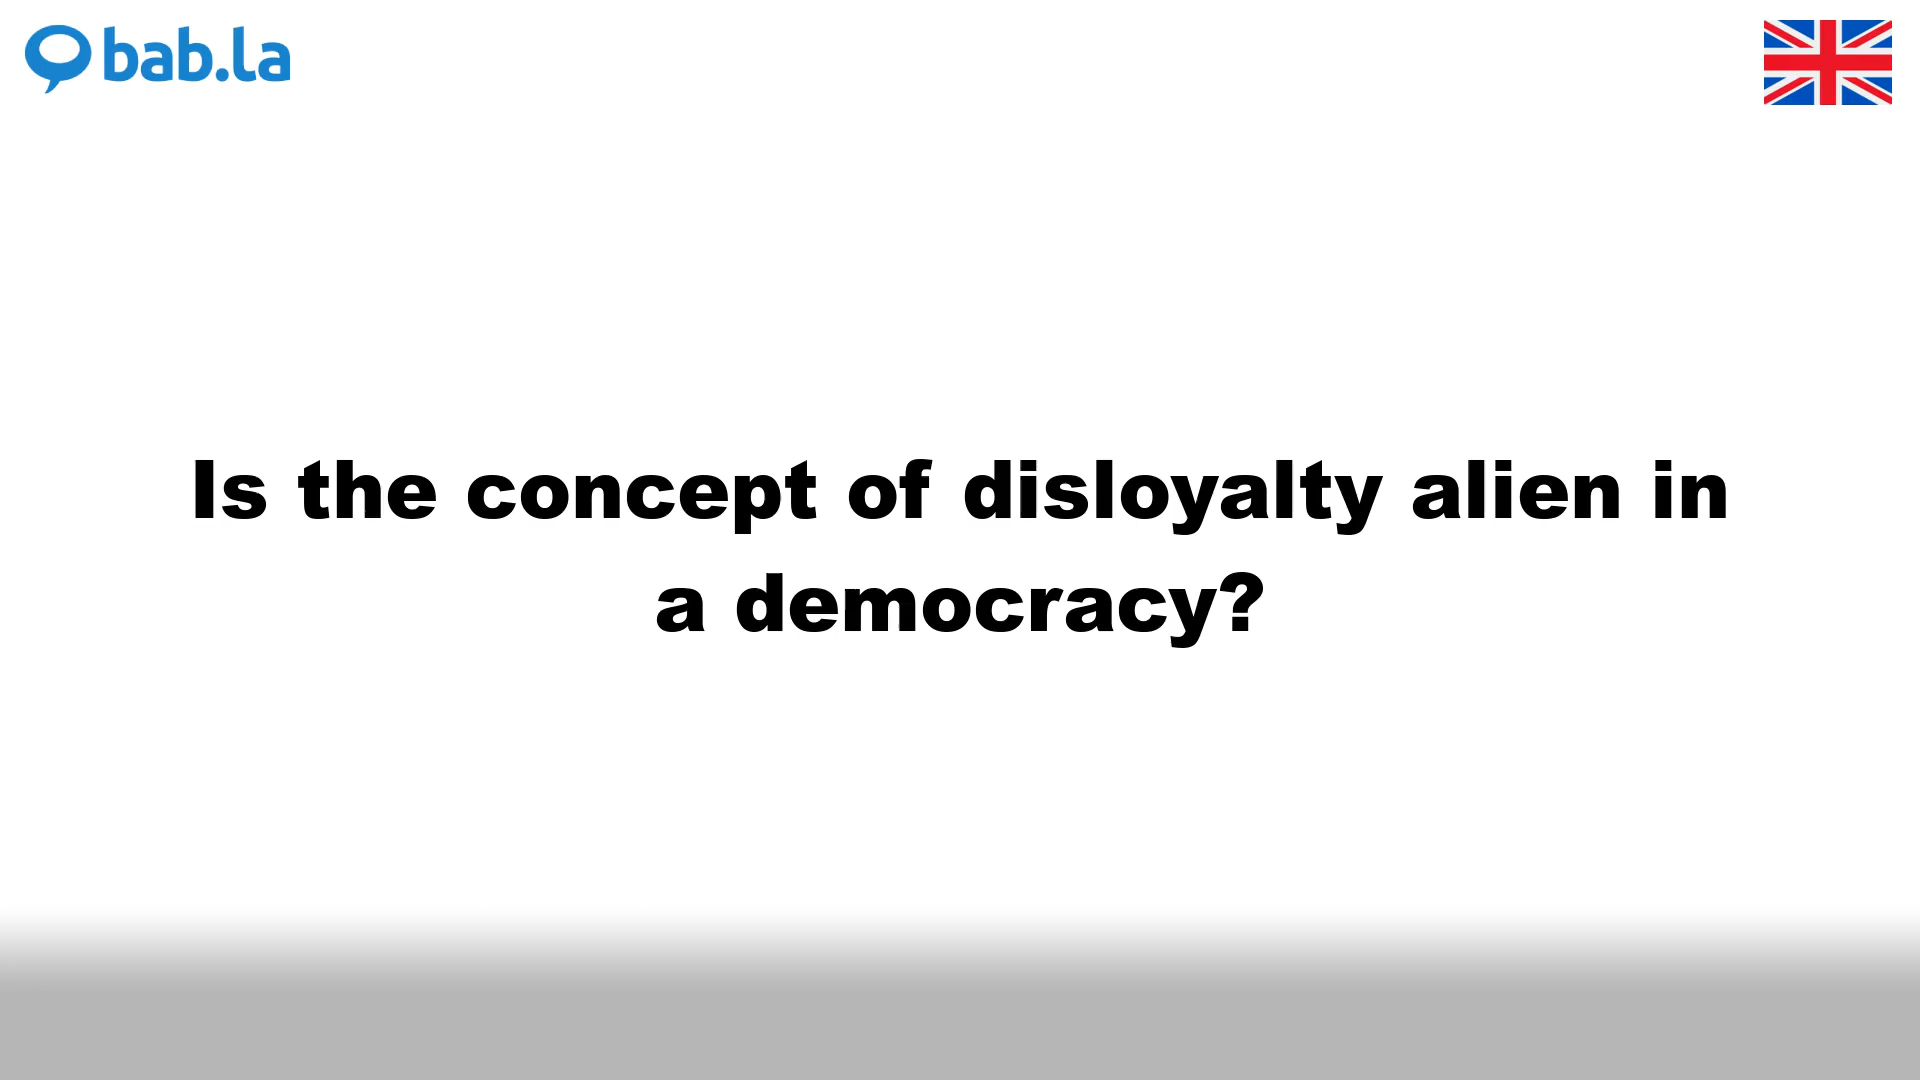 bab.la
Is the concept of disloyalty alien in
a democracy?